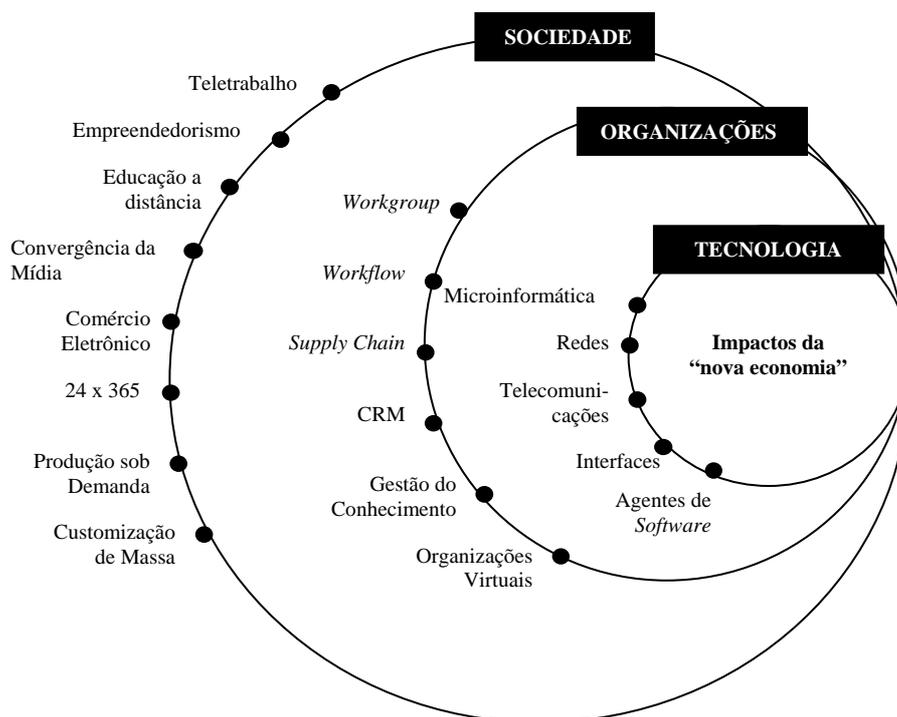 SOCIEDADE
Teletrabalho
Empreendedorismo
Educação a
distância
Convergência da
Mídia
Comércio
Eletrônico
24 x 365
Produção sob
Demanda
Customização
de Massa
ORGANIZAÇÕES
Workgroup
Workflow
Supply Chain
CRM
Gestão do
Conhecimento
Organizações
Virtuais
TECNOLOGIA
Microinformática
Redes
Telecomuni-
cações
Interfaces
Agentes de
Software
Impactos da
“nova economia”